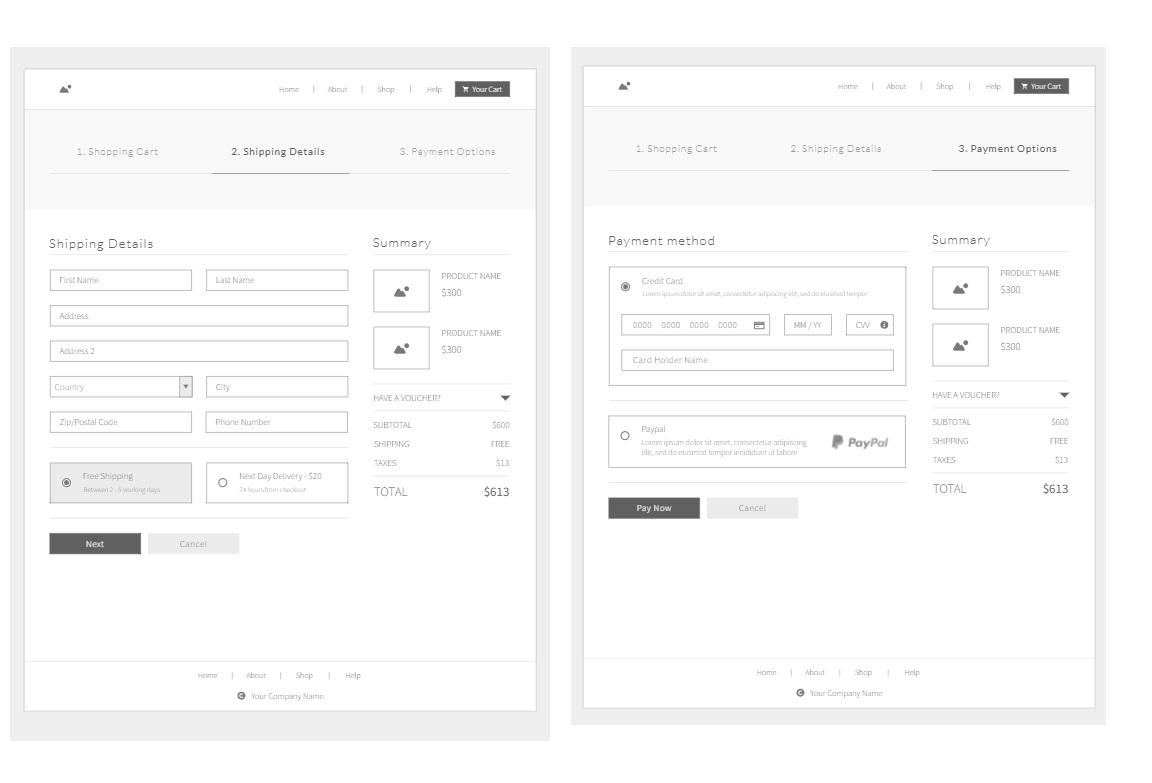 Home | About | Shop | Help Your Cart
1. Shopping Cart 2. Shipping Details 3. Payment Options
Shipping Details
First Name Last Name
Address
Address 2
Country City
Zip/Postal Code Phone Number
Free Shipping Next Day Delivery - $20
Between 2 - 5 working days 24 hours from checkout
Next Cancel
Summary
PRODUCT NAME
$300
PRODUCT NAME
$300
HAVE A VOUCHER?
SUBTOTAL $600
SHIPPING FREE
TAXES $13
TOTAL $613
Home | About | Shop | Help
© Your Company Name
Home | About | Shop | Help Your Cart
1. Shopping Cart 2. Shipping Details 3. Payment Options
Payment method
Credit Card
Lorem ipsum dolor sit amet, consectetur adipiscing elit, sed do eiusmod tempor
0000 0000 0000 0000 MM / YY CVV
Card Holder Name
Paypal
Lorem ipsum dolor sit amet, consectetur adipiscing
elit, sed do eiusmod tempor incididunt ut labore
PayPal
Pay Now Cancel
Summary
PRODUCT NAME
$300
PRODUCT NAME
$300
HAVE A VOUCHER?
SUBTOTAL $600
SHIPPING FREE
TAXES $13
TOTAL $613
Home | About | Shop | Help
© Your Company Name